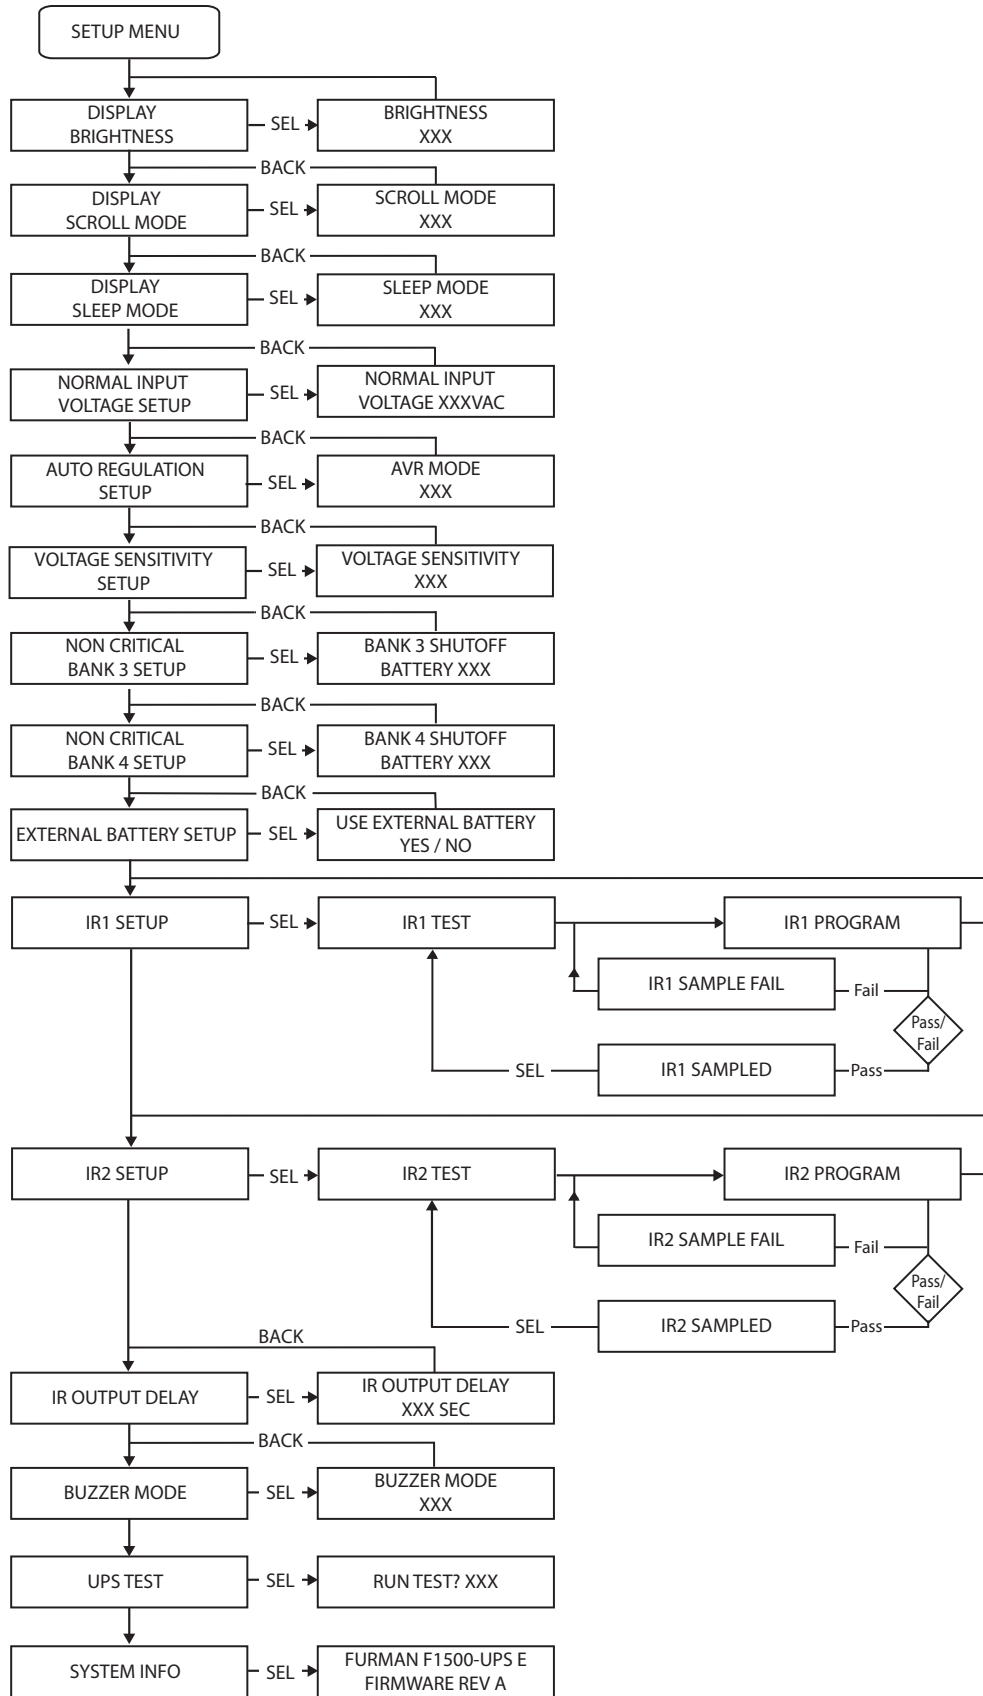 SETUP MENU
DISPLAY
BRIGHTNESS
SEL
BRIGHTNESS
XXX
BACK
DISPLAY
SCROLL MODE
SEL
SCROLL MODE
XXX
BACK
DISPLAY
SLEEP MODE
SEL
SLEEP MODE
XXX
BACK
NORMAL INPUT
VOLTAGE SETUP
SEL
NORMAL INPUT
VOLTAGE XXXVAC
BACK
AUTO REGULATION
SETUP
SEL
AVR MODE
XXX
BACK
VOLTAGE SENSITIVITY
SETUP
SEL
VOLTAGE SENSITIVITY
XXX
BACK
NON CRITICAL
BANK 3 SETUP
SEL
BANK 3 SHUTOFF
BATTERY XXX
BACK
NON CRITICAL
BANK 4 SETUP
SEL
BANK 4 SHUTOFF
BATTERY XXX
BACK
EXTERNAL BATTERY SETUP
SEL
USE EXTERNAL BATTERY
YES / NO
IR1 SETUP
SEL
IR1 TEST
IR1 PROGRAM
IR1 SAMPLE FAIL
Fail
Pass/
Fail
SEL
IR1 SAMPLED
Pass
IR2 SETUP
SEL
IR2 TEST
IR2 PROGRAM
IR2 SAMPLE FAIL
Fail
Pass/
Fail
SEL
IR2 SAMPLED
Pass
BACK
IR OUTPUT DELAY
SEL
IR OUTPUT DELAY
XXX SEC
BACK
BUZZER MODE
SEL
BUZZER MODE
XXX
UPS TEST
SEL
RUN TEST? XXX
SYSTEM INFO
SEL
FURMAN F1500-UPS E
FIRMWARE REV A